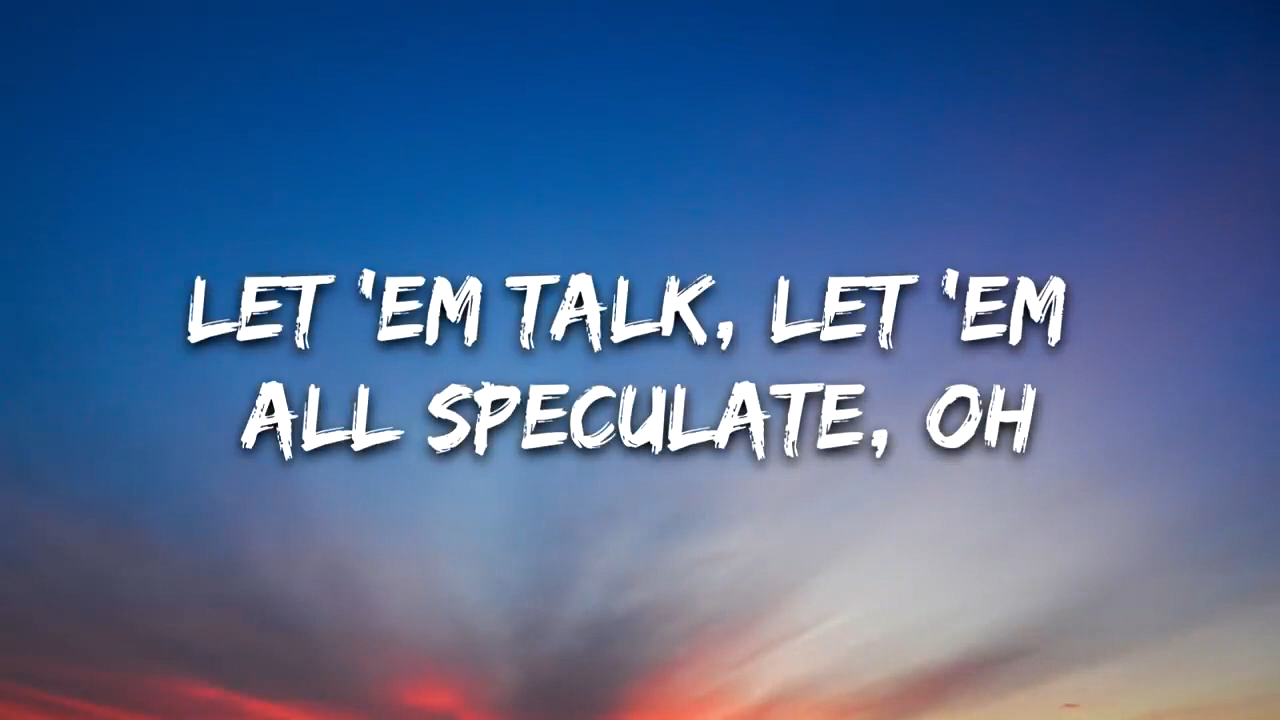 LET 'EM TALK, LET 'EM
ALL SPECULATE, OH